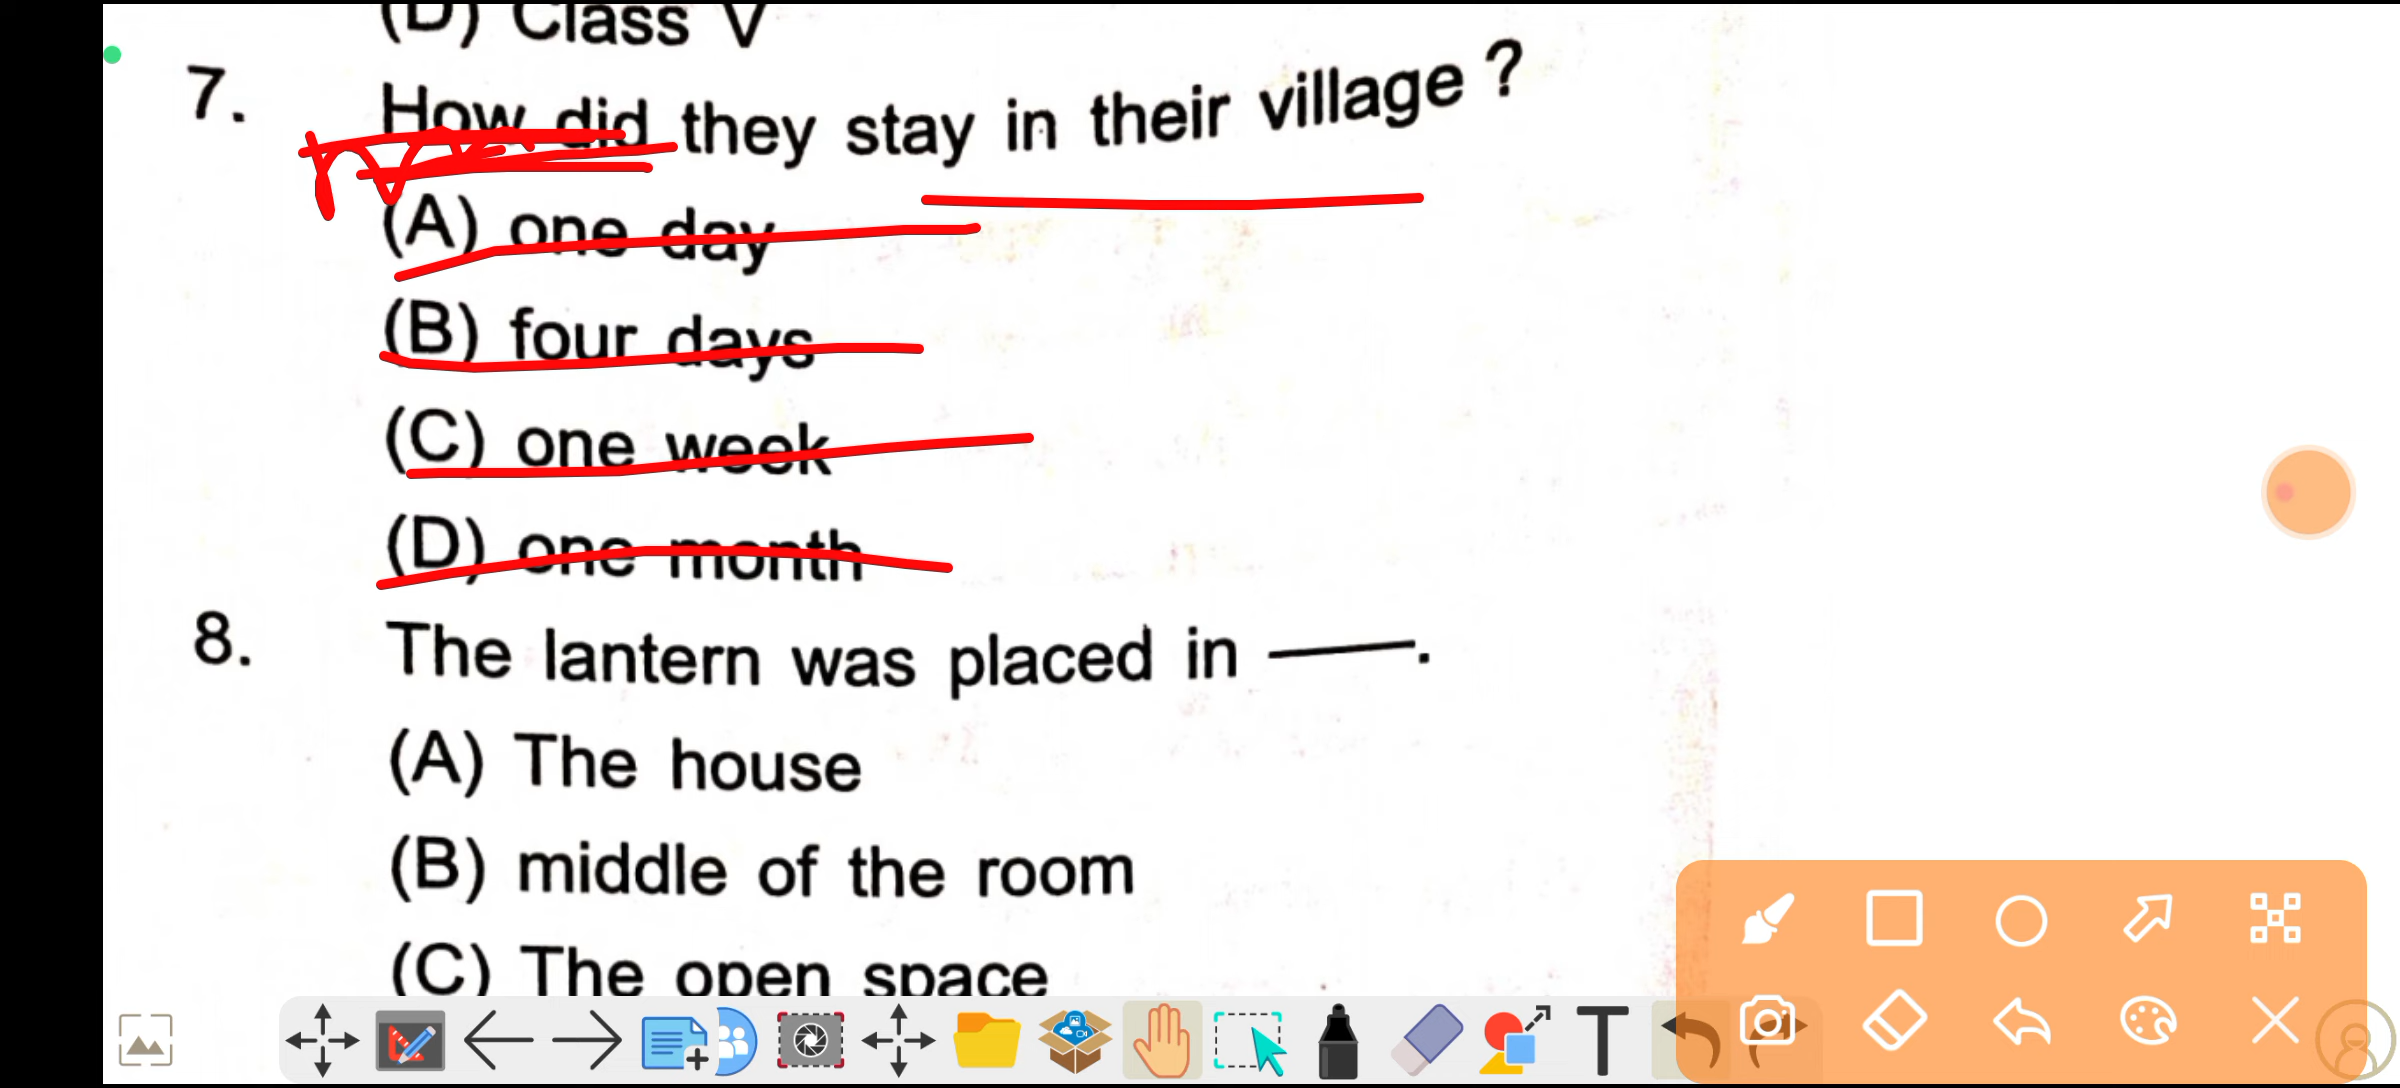 (D) Class V
7. How did they stay in their village ?
(A) one day
(B) four days
(C) one week
(D) one month
8. The lantern was placed in ——.
(A) The house
(B) middle of the room
(C) The open space